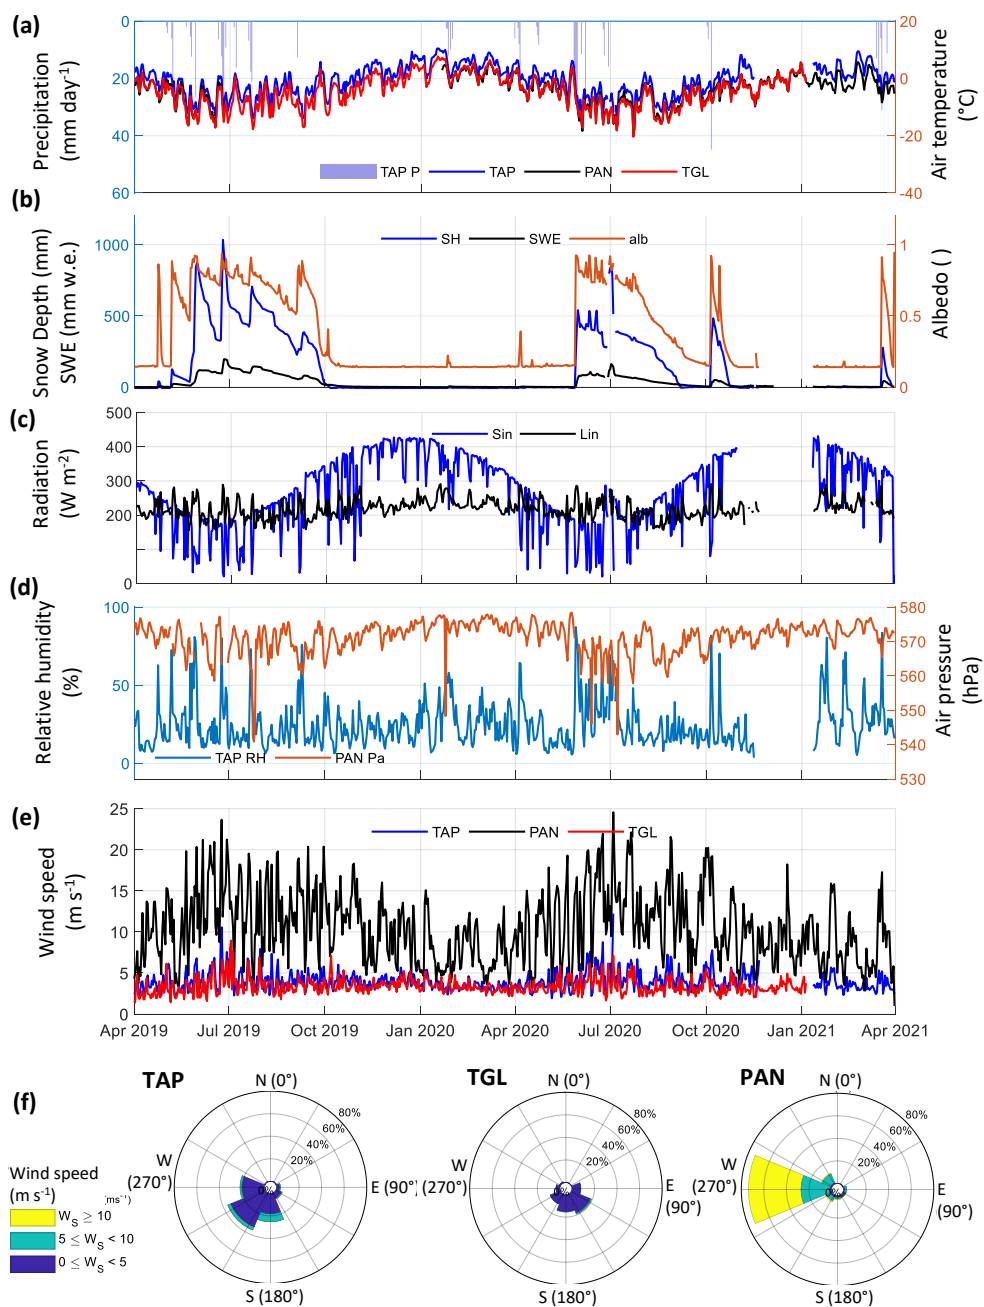 (a)
0
20
40
60
Precipitation
(mm day-1)
20
0
-20
-40
Air temperature
(°C)
TAP P
TAP
PAN
TGL
(b)
1000
500
0
Snow Depth (mm)
SWE (mm w.e.)
SH
SWE
alb
1
0.5
0
Albedo ( )
(c)
500
400
300
200
0
Radiation
(W m-2)
Sin
Lin
(d)
100
50
0
Relative humidity
(%)
TAP RH
PAN Pa
580
570
560
550
540
530
Air pressure
(hPa)
(e)
25
20
15
10
5
0
Wind speed
(m s-1)
TAP
PAN
TGL
Apr 2019
Jul 2019
Oct 2019
Jan 2020
Apr 2020
Jul 2020
Oct 2020
Jan 2021
Apr 2021
(f)
TAP
N (0°)
80%
60%
40%
20%
0%
W
(270°)
E (90°)
S (180°)
TGL
N (0°)
80%
60%
40%
20%
0%
W
(270°)
E
(90°)
S (180°)
PAN
N (0°)
80%
60%
40%
20%
0%
W
(270°)
E
(90°)
S (180°)
Wind speed
(m s-1)
(ms-1)
WS ≥ 10
5 ≤ WS < 10
0 ≤ WS < 5